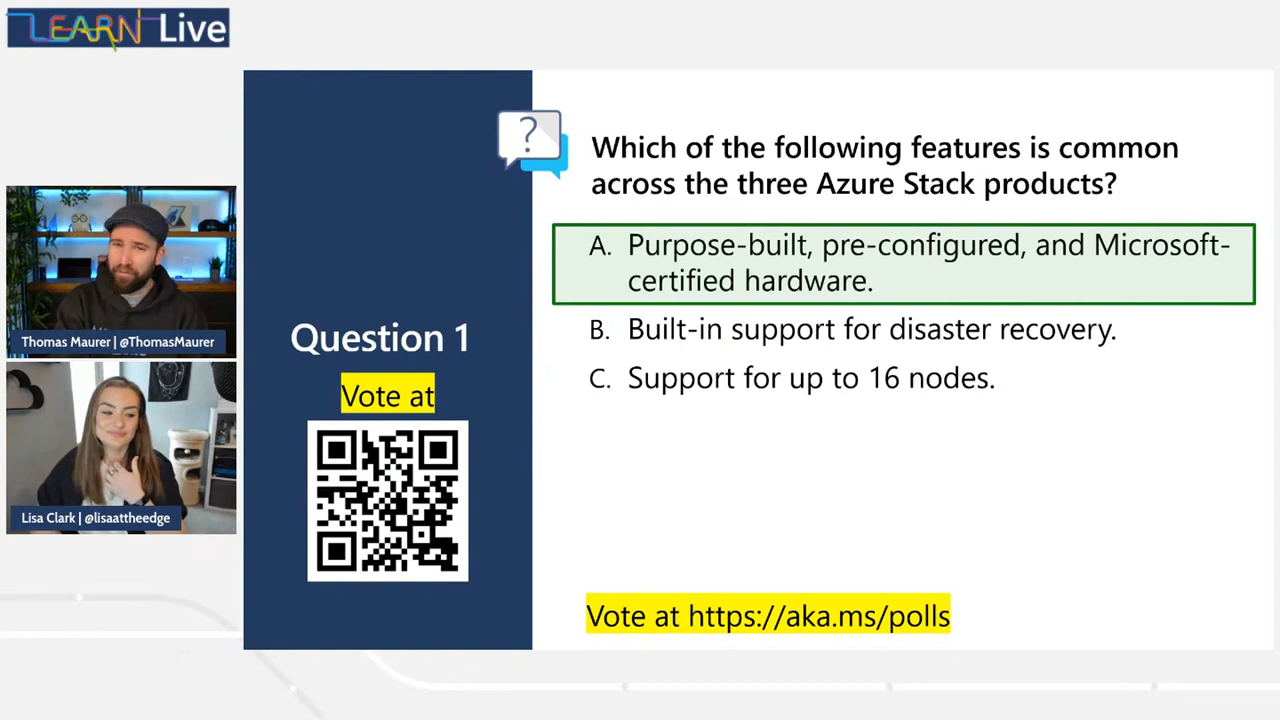 LEARN Live
Which of the following features is common
across the three Azure Stack products?
A. Purpose-built, pre-configured, and Microsoft-
certified hardware.
B. Built-in support for disaster recovery.
C. Support for up to 16 nodes.
Question 1
Vote at
Thomas Maurer | @ThomasMaurer
Lisa Clark | @lisaattheedge
Vote at https://aka.ms/polls